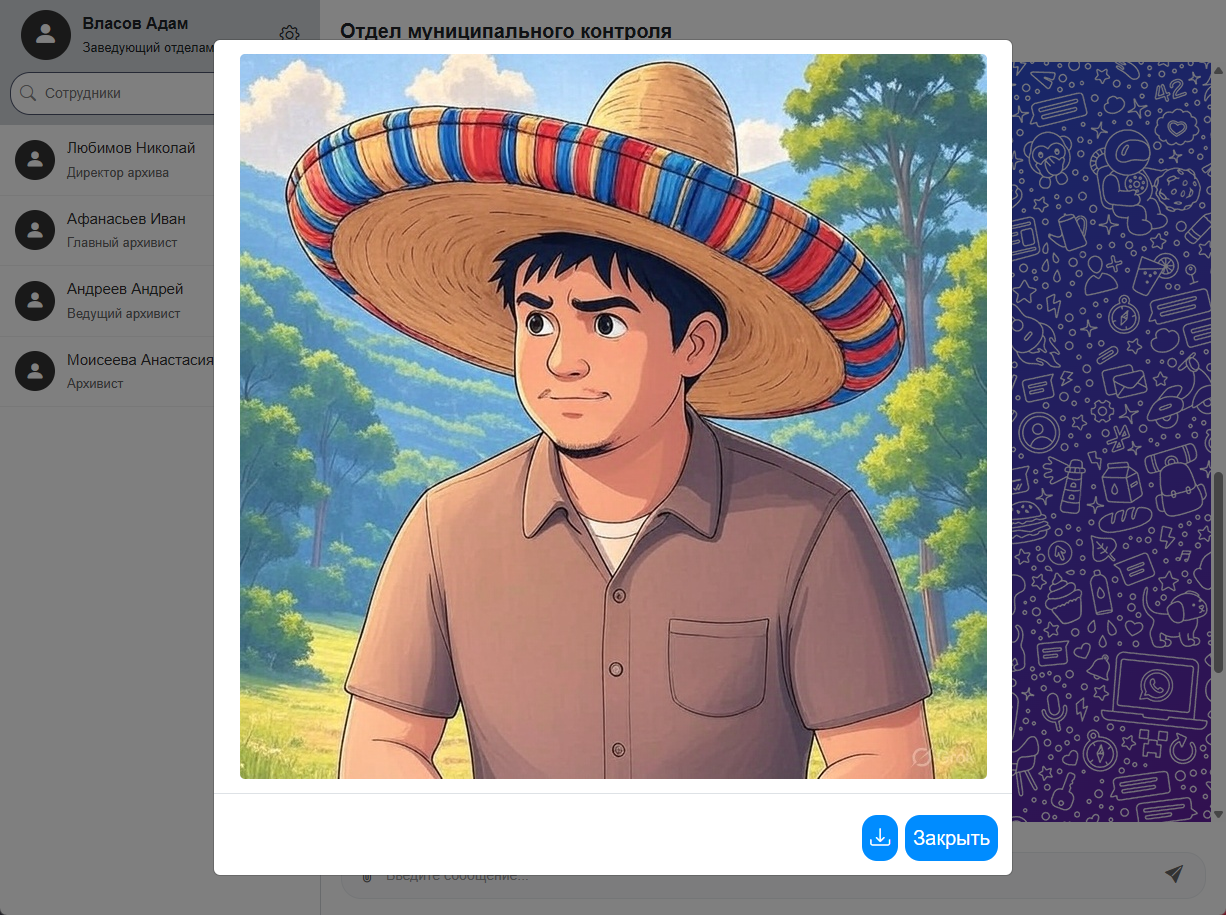 Власов Адам
Заведующий отделам
Сотрудники
Любимов Николай
Директор архива
Афанасьев Иван
Главный архивист
Андреев Андрей
Ведущий архивист
Моисеева Анастасия
Архивист
Отдел муниципального контроля
42
Закрыть
Введите сообщение...